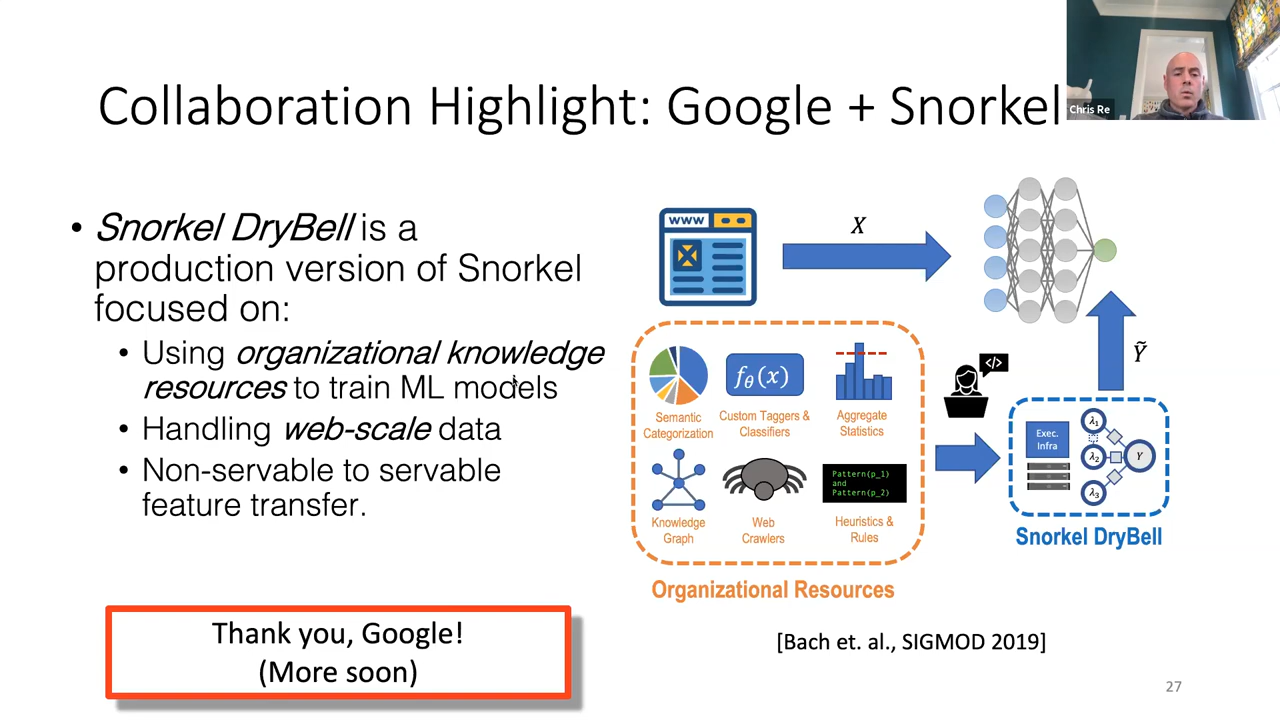 Collaboration Highlight: Google + Snorkel
Chris Re
• Snorkel DryBell is a
production version of Snorkel
focused on:
• Using organizational knowledge
resources to train ML models
• Handling web-scale data
• Non-servable to servable
feature transfer.
Thank you, Google!
(More soon)
WWW
X
Ỹ
</>
fθ(x)
Semantic
Categorization
Custom Taggers &
Classifiers
Aggregate
Statistics
Knowledge
Graph
Web
Crawlers
Pattern(p_1)
and
Pattern(p_2)
Heuristics &
Rules
Organizational Resources
Exec.
Infra
λ1
λ2
λ3
Y
Snorkel DryBell
[Bach et. al., SIGMOD 2019]
27